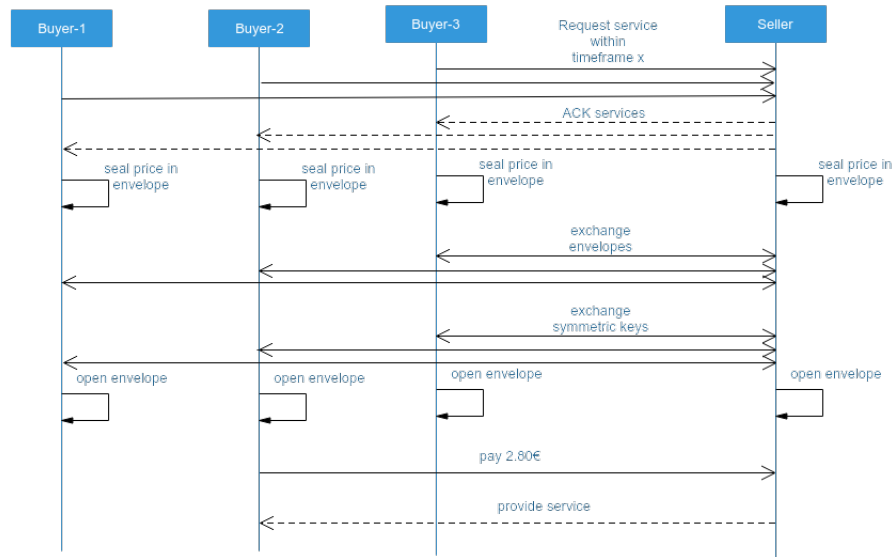 Buyer-1
Buyer-2
Buyer-3
Seller
Request service
within
timeframe x
ACK services
seal price in
envelope
seal price in
envelope
seal price in
envelope
seal price in
envelope
exchange
envelopes
exchange
symmetric keys
open envelope
open envelope
open envelope
open envelope
pay 2.80€
provide service